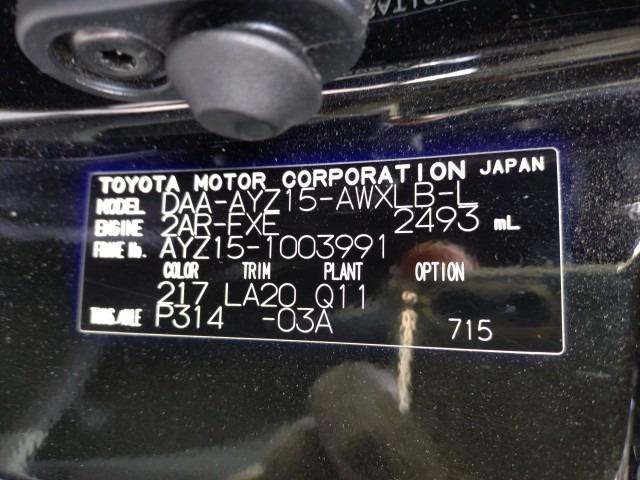 TOYOTA MOTOR CORPORATION JAPAN
MODEL DAA-AYZ15-AWXLB-L
ENGINE 2AR-FXE 2493 mL
FRAME No. AYZ15-1003991
COLOR TRIM PLANT OPTION
217 LA20 Q11
TRANS./AXLE P314 -03A 715